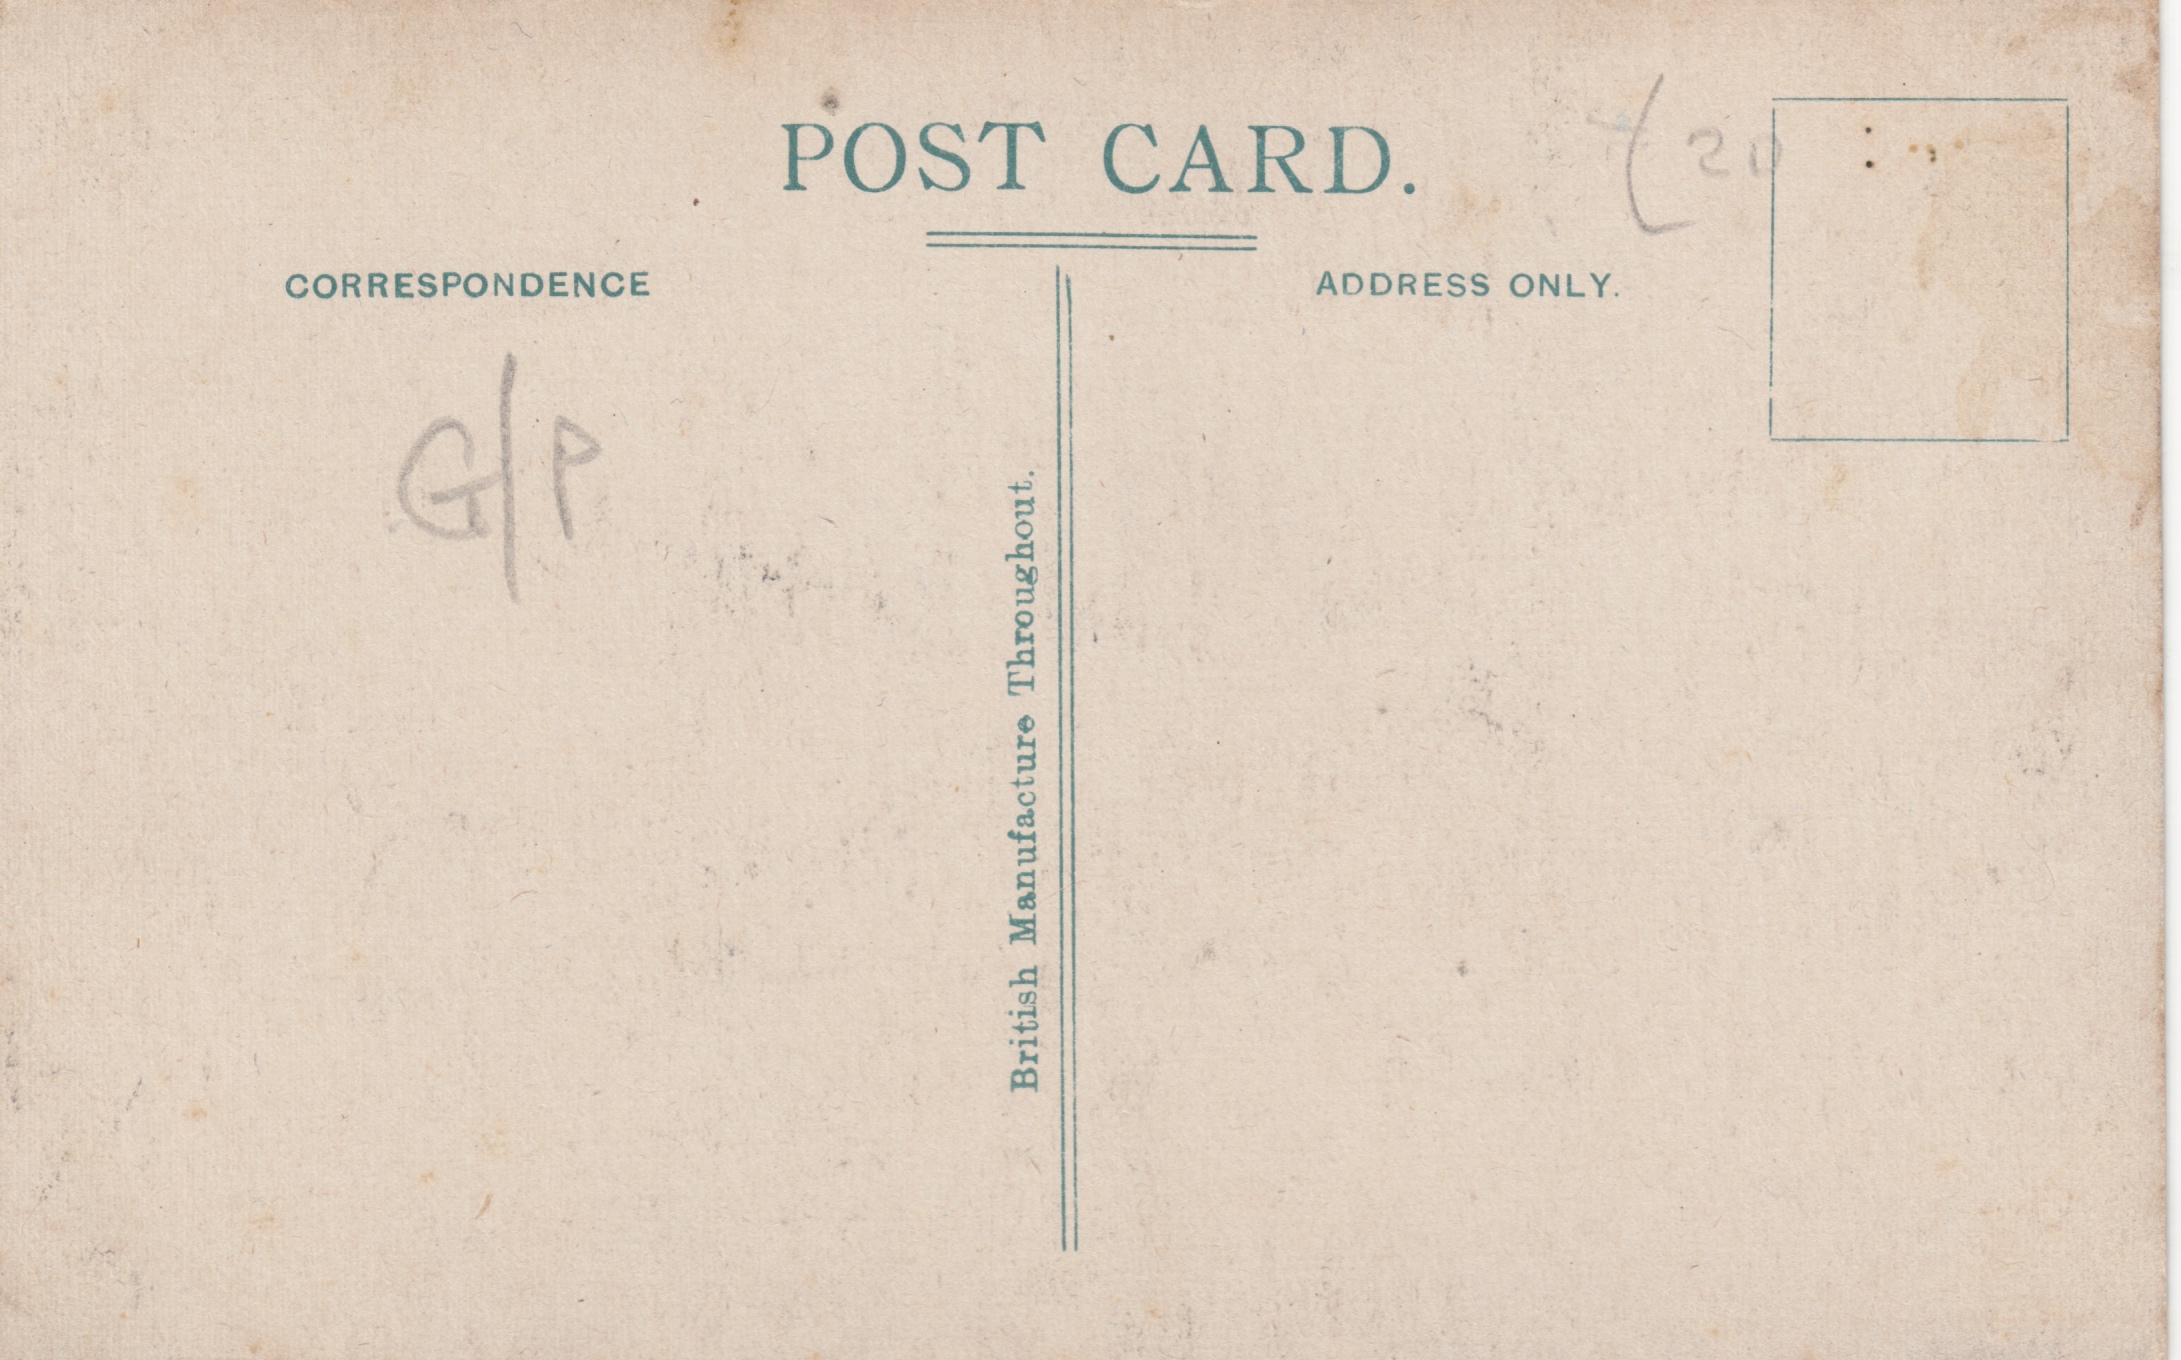 POST CARD.
CORRESPONDENCE
ADDRESS ONLY.
G/P
British Manufacture Throughout.